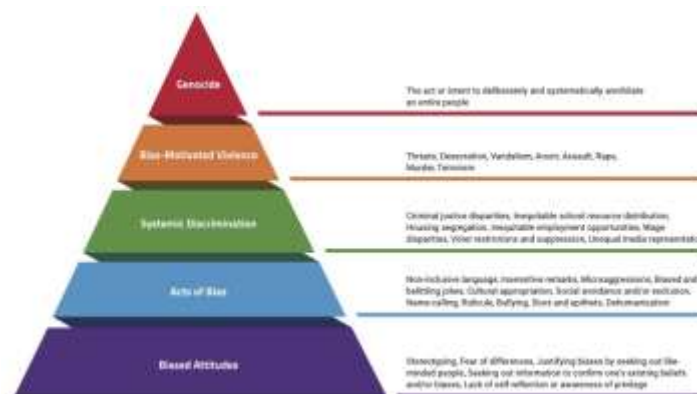 Genocide
The act or intent to deliberately and systematically annihilate
an entire people
Bias-Motivated Violence
Threats, Desecration, Vandalism, Arson, Assault, Rape,
Murder, Terrorism
Systemic Discrimination
Criminal justice disparities, Inequitable school resource distribution,
Housing segregation, Inequitable employment opportunities, Wage
disparities, Voter restrictions and suppression, Unequal media representation
Acts of Bias
Non-inclusive language, Insensitive remarks, Microaggressions, Biased and
belittling jokes, Cultural appropriation, Social avoidance and/or exclusion,
Name-calling, Ridicule, Bullying, Slurs and epithets, Dehumanization
Biased Attitudes
Stereotyping, Fear of differences, Justifying biases by seeking out like-
minded people, Seeking out information to confirm one's existing beliefs
and/or biases, Lack of self-reflection or awareness of privilege